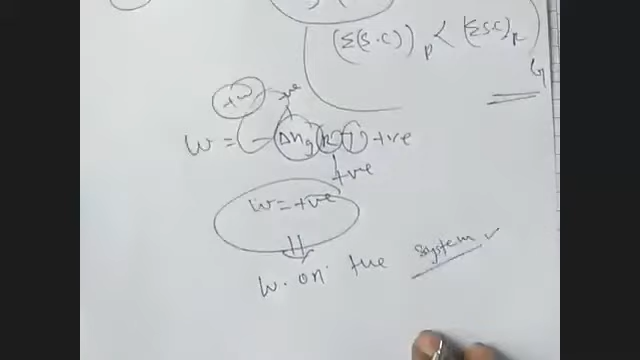 (Σ(S.C))p < (ΣS.C)R
+ve -ve
W = -Δng R T +ve
+ve
W = +ve
⇓
W. on the system ✓